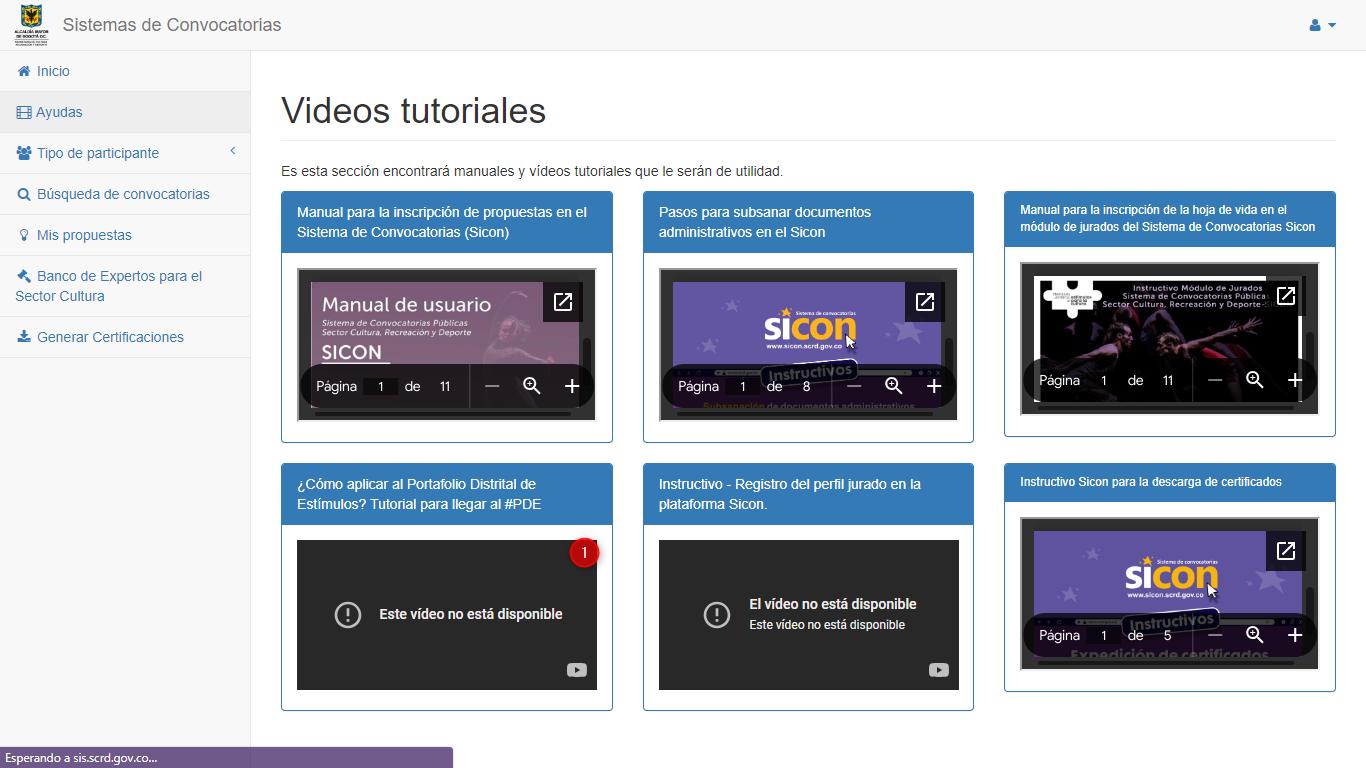 ALCALDÍA MAYOR
DE BOGOTÁ D.C.
Sistemas de Convocatorias
Inicio
Ayudas
Tipo de participante
Búsqueda de convocatorias
Mis propuestas
Banco de Expertos para el
Sector Cultura
Generar Certificaciones
Videos tutoriales
Es esta sección encontrará manuales y vídeos tutoriales que le serán de utilidad.
Manual para la inscripción de propuestas en el
Sistema de Convocatorias (Sicon)
Manual de usuario
Sistema de Convocatorias Públicas
Sector Cultura, Recreación y Deporte
SICON
Página 1 de 11
Pasos para subsanar documentos
administrativos en el Sicon
Sistema de convocatorias
sicon
www.sicon.scrd.gov.co
Instructivos
Página 1 de 8
Subsanación de documentos administrativos
Manual para la inscripción de la hoja de vida en el
módulo de jurados del Sistema de Convocatorias Sicon
Instructivo Módulo de Jurados
Sistema de Convocatorias Públicas
Sector Cultura, Recreación y Deporte-SI
Página 1 de 11
¿Cómo aplicar al Portafolio Distrital de
Estímulos? Tutorial para llegar al #PDE
1
Este vídeo no está disponible
Instructivo - Registro del perfil jurado en la
plataforma Sicon.
El vídeo no está disponible
Este vídeo no está disponible
Instructivo Sicon para la descarga de certificados
Sistema de convocatorias
sicon
www.sicon.scrd.gov.co
Instructivos
Página 1 de 5
Expedición de certificados
Esperando a sis.scrd.gov.co...